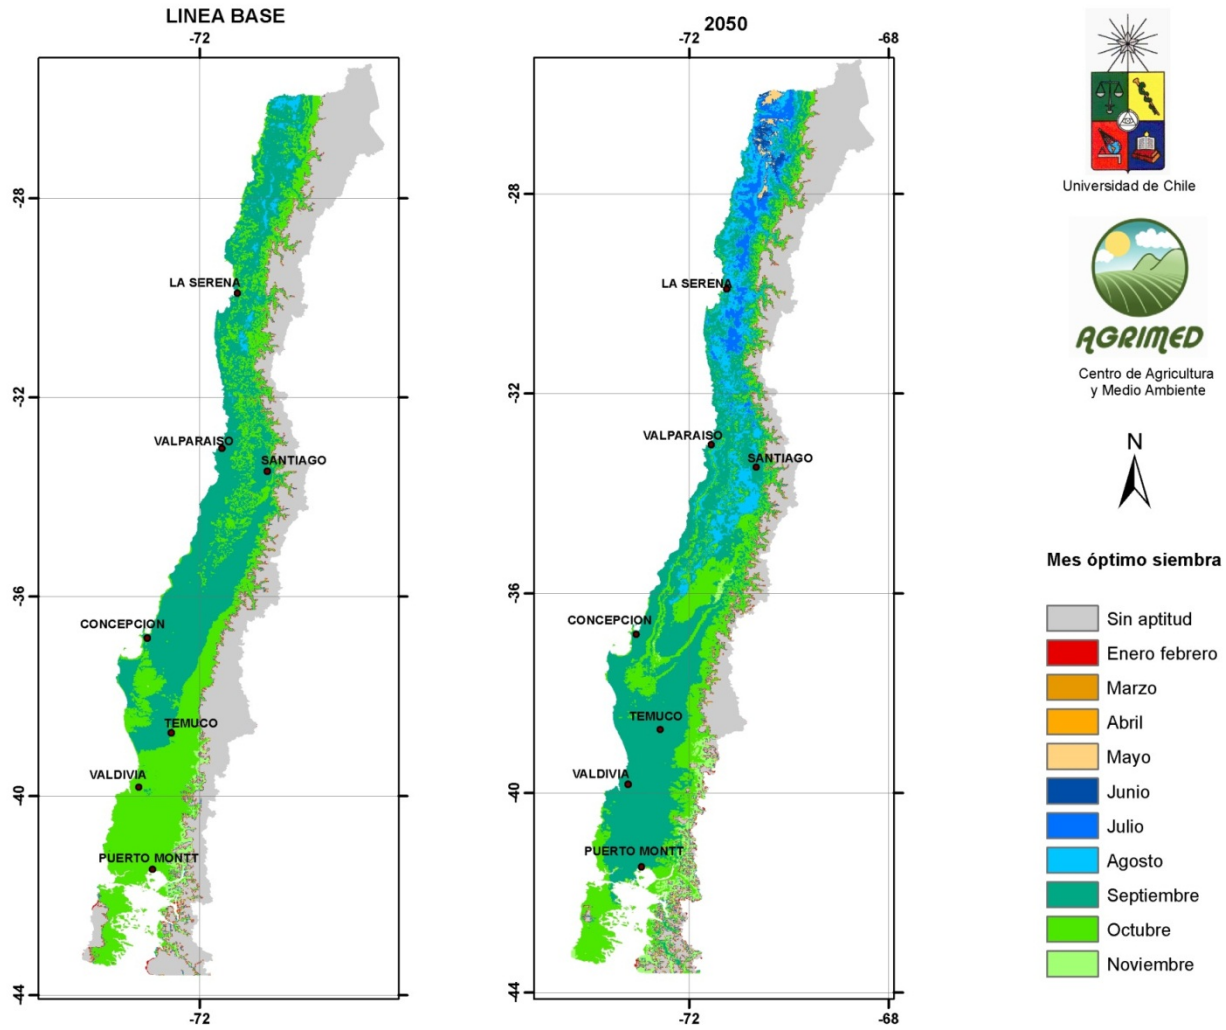 LINEA BASE
-72
-28
-32
-36
-40
-44
LA SERENA
VALPARAISO
SANTIAGO
CONCEPCION
TEMUCO
VALDIVIA
PUERTO MONTT
-72
2050
-72
-68
-28
-32
-36
-40
-44
LA SERENA
VALPARAISO
SANTIAGO
CONCEPCION
TEMUCO
VALDIVIA
PUERTO MONTT
-72
-68
Universidad de Chile
AGRIMED
Centro de Agricultura
y Medio Ambiente
N
Mes óptimo siembra
Sin aptitud
Enero febrero
Marzo
Abril
Mayo
Junio
Julio
Agosto
Septiembre
Octubre
Noviembre